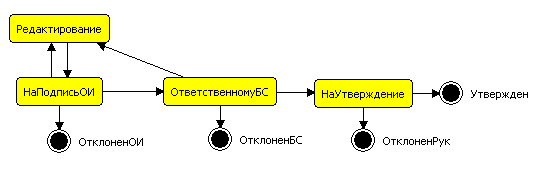 Редактирование
НаПодписьОИ
ОтветственномуБС
НаУтверждение
Утвержден
ОтклоненОИ
ОтклоненБС
ОтклоненРук